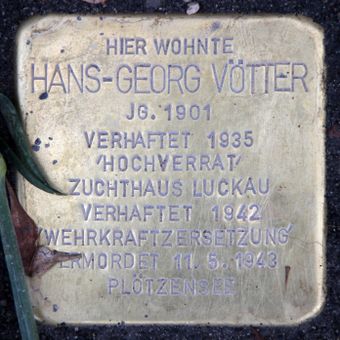 HIER WOHNTE
HANS-GEORG VÖTTER
JG. 1901
VERHAFTET 1935
'HOCHVERRAT'
ZUCHTHAUS LUCKAU
VERHAFTET 1942
'WEHRKRAFTZERSETZUNG'
ERMORDET 11.5.1943
PLÖTZENSEE